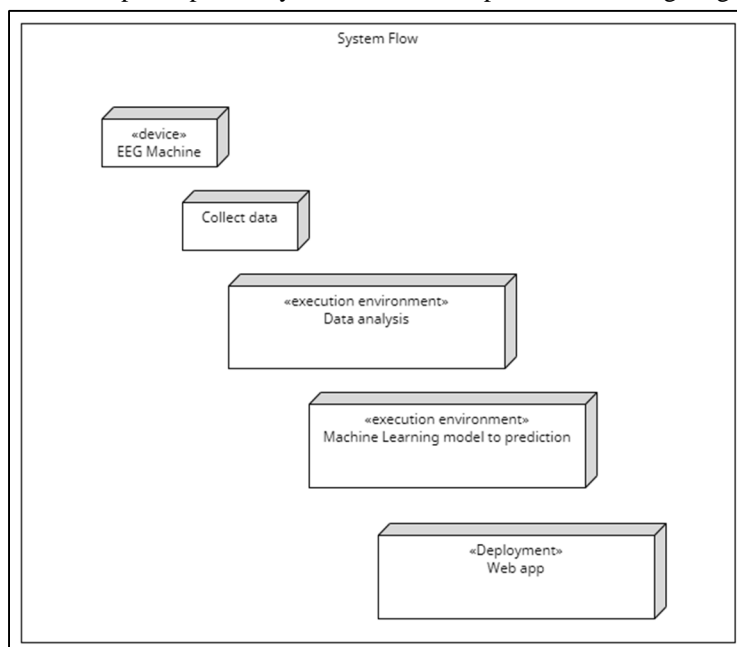 System Flow
«device»
EEG Machine
Collect data
«execution environment»
Data analysis
«execution environment»
Machine Learning model to prediction
«Deployment»
Web app